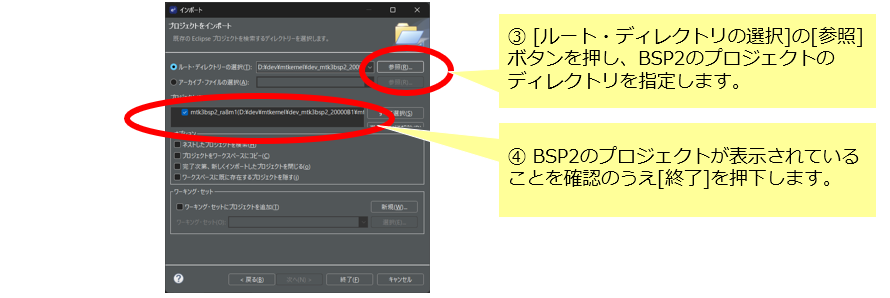 インポート
プロジェクトをインポート
既存の Eclipse プロジェクトを検索するディレクトリーを選択します。
ルート・ディレクトリーの選択(T):
D:¥dev¥mtkernel¥dev_mtk3bsp2_2000
参照(R)...
アーカイブ・ファイルの選択(A):
参照(R)...
mtk3bsp2_ra8m1(D:¥dev¥mtkernel¥dev_mtk3bsp2_20000B1¥mt
選択(S)
オプション
ネストしたプロジェクトを検索(H)
プロジェクトをワークスペースにコピー(C)
完了次第、新しくインポートしたプロジェクトを閉じる(o)
ワークスペースに既に存在するプロジェクトを隠す(i)
ワーキング・セット
ワーキング・セットにプロジェクトを追加(T)
新規(W)...
ワーキング・セット(O):
選択(E)...
< 戻る(B)
次へ(N) >
終了(F)
キャンセル
③ [ルート・ディレクトリの選択]の[参照]
ボタンを押し、BSP2のプロジェクトの
ディレクトリを指定します。
④ BSP2のプロジェクトが表示されている
ことを確認のうえ[終了]を押下します。